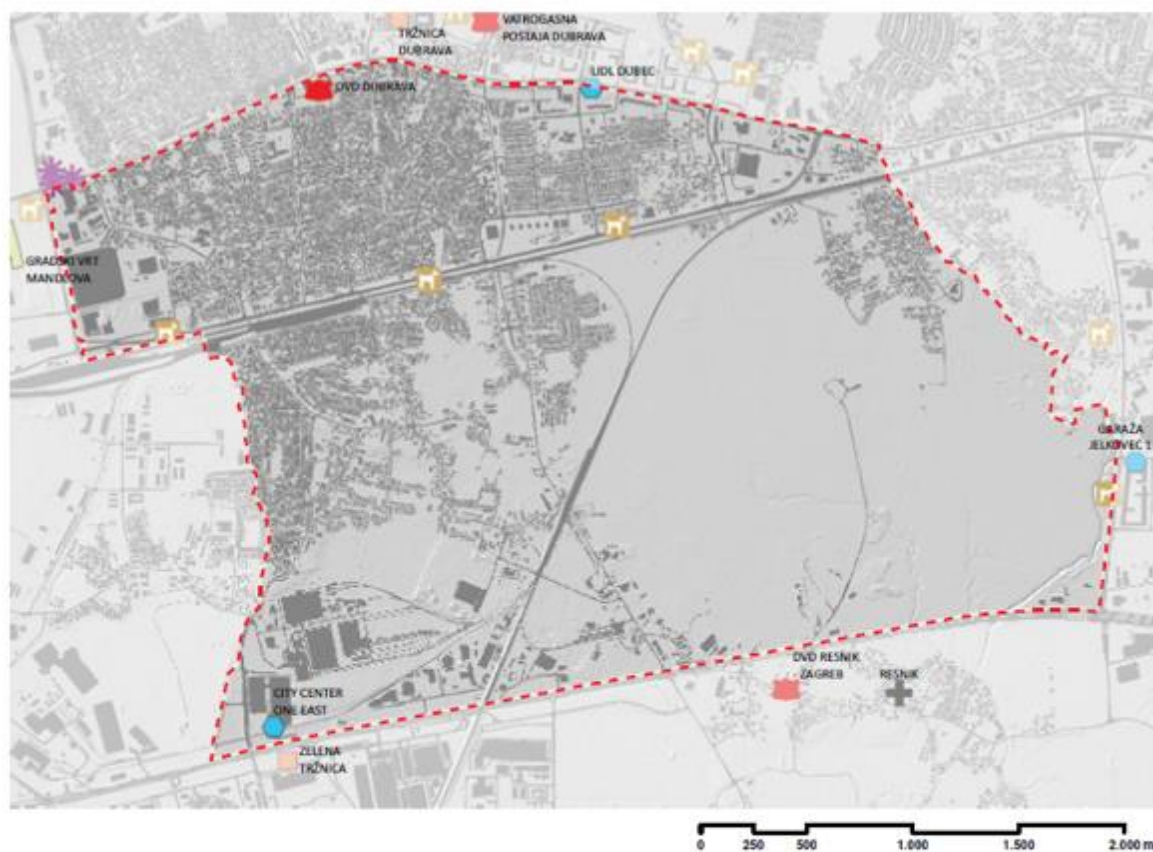 TRŽNICA
DUBRAVA
VATROGASNA
POSTAJA DUBRAVA
LIDL DUBEC
DVD DUBRAVA
GRADSKI VRT
MANDLOVA
GARAŽA
JELKOVEC 1
DVD RESNIK
ZAGREB
RESNIK
CITY CENTER
ONE EAST
ZELENA
TRŽNICA
0 250 500 1.000 1.500 2.000 m